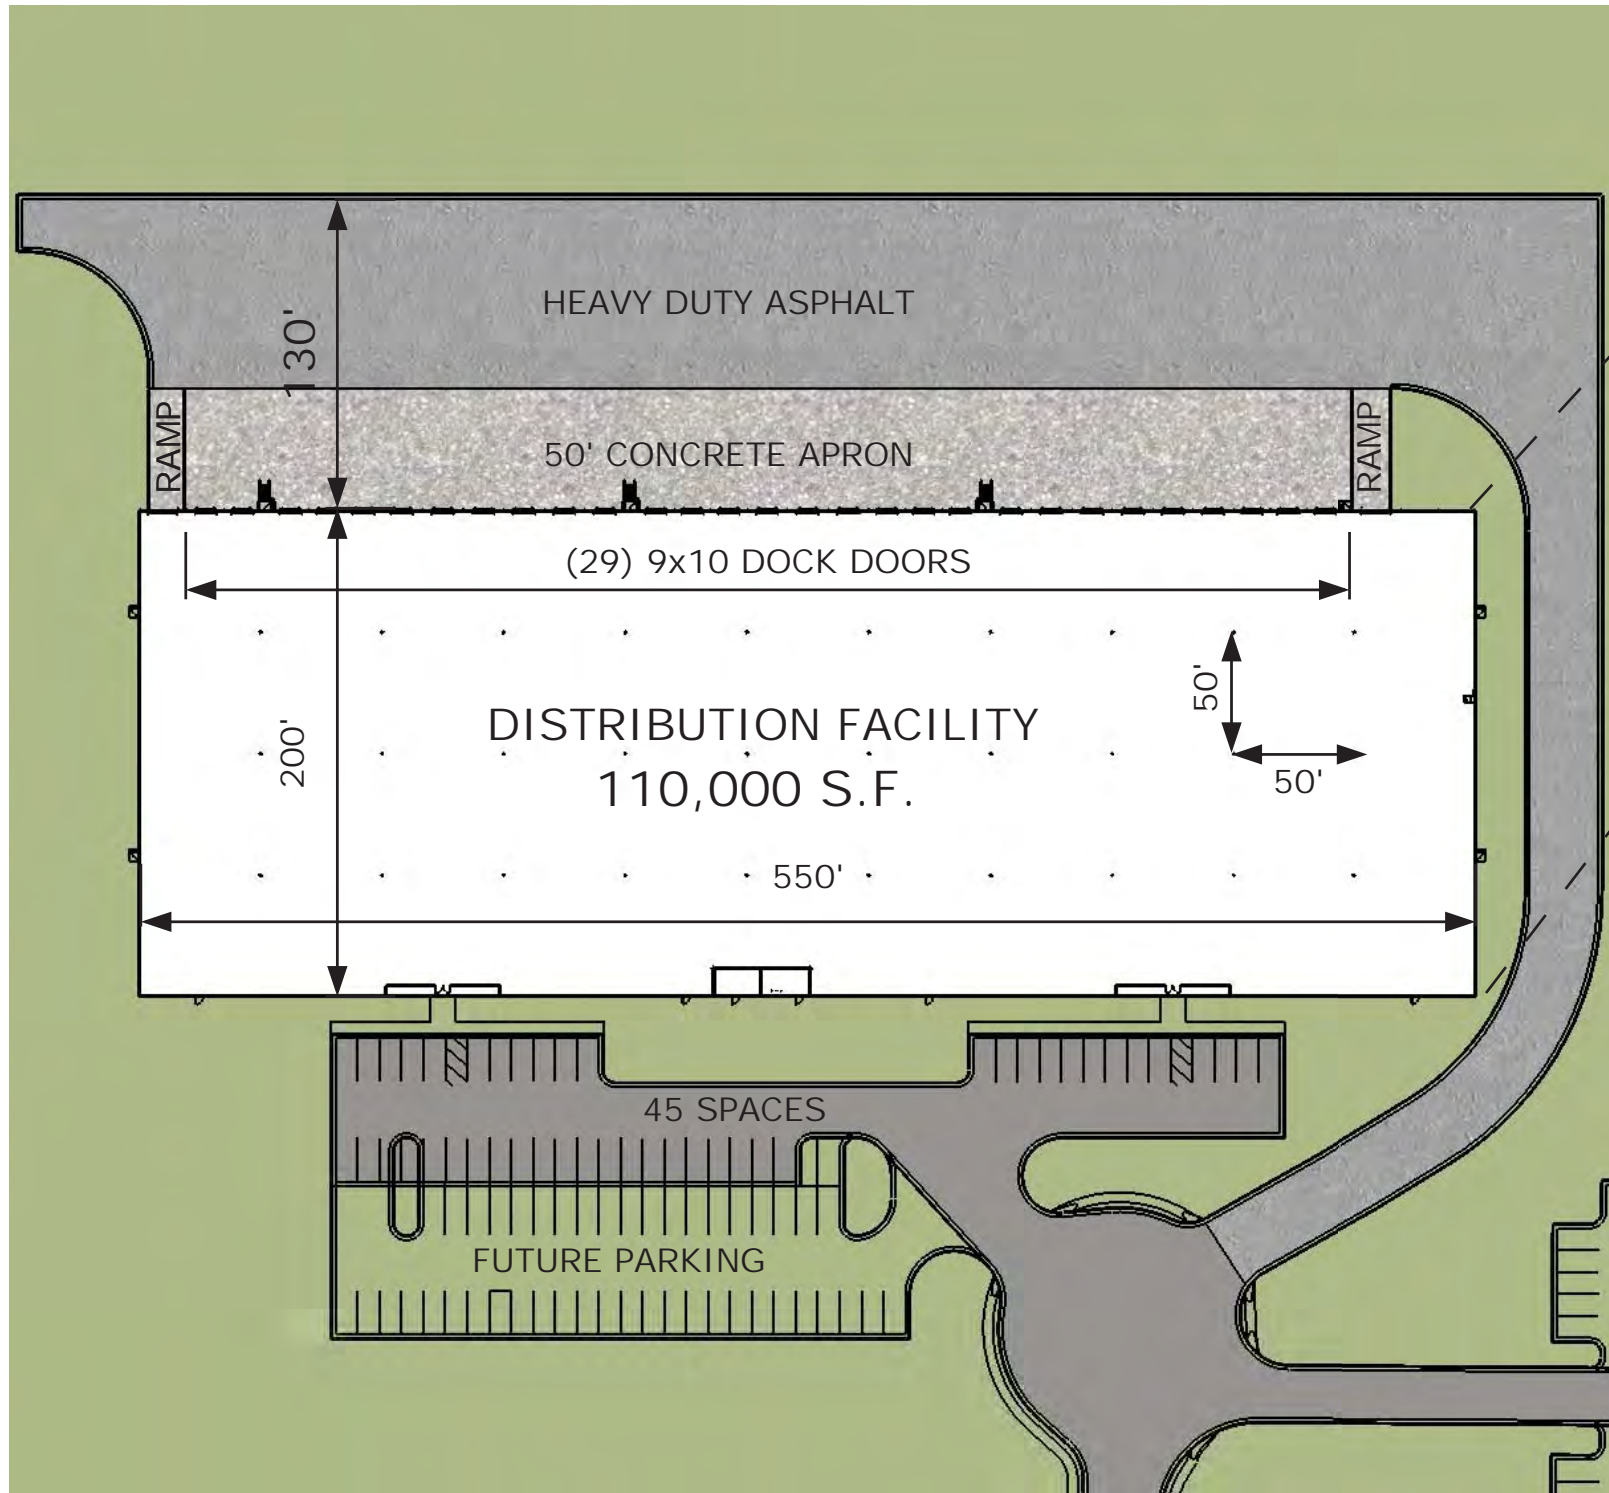 HEAVY DUTY ASPHALT
130'
RAMP
50' CONCRETE APRON
RAMP
(29) 9x10 DOCK DOORS
50'
DISTRIBUTION FACILITY
200'
50'
110,000 S.F.
550'
45 SPACES
FUTURE PARKING